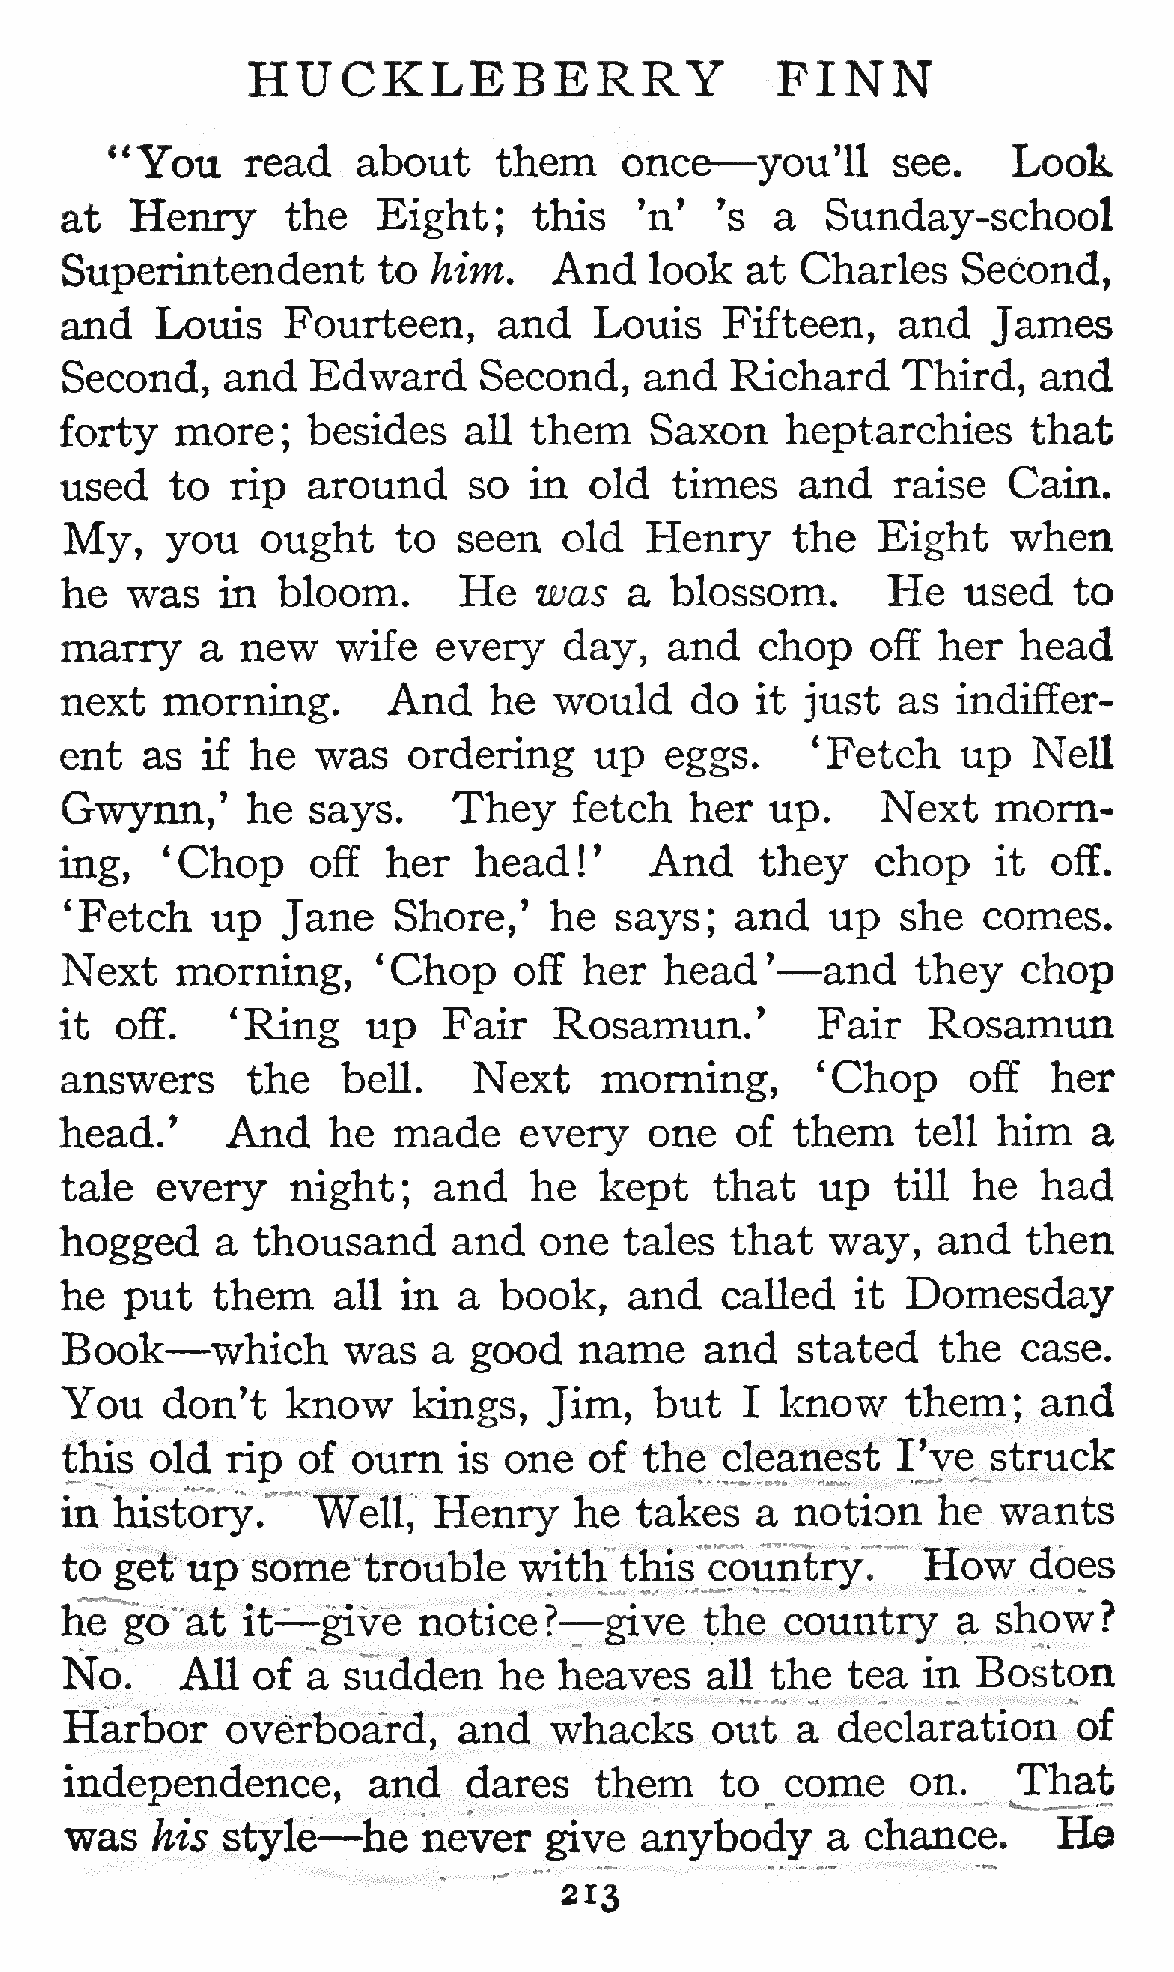 HUCKLEBERRY FINN
“You read about them once—you’ll see. Look
at Henry the Eight; this ’n’ ’s a Sunday-school
Superintendent to him. And look at Charles Second,
and Louis Fourteen, and Louis Fifteen, and James
Second, and Edward Second, and Richard Third, and
forty more; besides all them Saxon heptarchies that
used to rip around so in old times and raise Cain.
My, you ought to seen old Henry the Eight when
he was in bloom. He was a blossom. He used to
marry a new wife every day, and chop off her head
next morning. And he would do it just as indiffer-
ent as if he was ordering up eggs. ‘Fetch up Nell
Gwynn,’ he says. They fetch her up. Next morn-
ing, ‘Chop off her head!’ And they chop it off.
‘Fetch up Jane Shore,’ he says; and up she comes.
Next morning, ‘Chop off her head’—and they chop
it off. ‘Ring up Fair Rosamun.’ Fair Rosamun
answers the bell. Next morning, ‘Chop off her
head.’ And he made every one of them tell him a
tale every night; and he kept that up till he had
hogged a thousand and one tales that way, and then
he put them all in a book, and called it Domesday
Book—which was a good name and stated the case.
You don’t know kings, Jim, but I know them; and
this old rip of ourn is one of the cleanest I’ve struck
in history. Well, Henry he takes a notion he wants
to get up some trouble with this country. How does
he go at it—give notice?—give the country a show?
No. All of a sudden he heaves all the tea in Boston
Harbor overboard, and whacks out a declaration of
independence, and dares them to come on. That
was his style—he never give anybody a chance. He
213